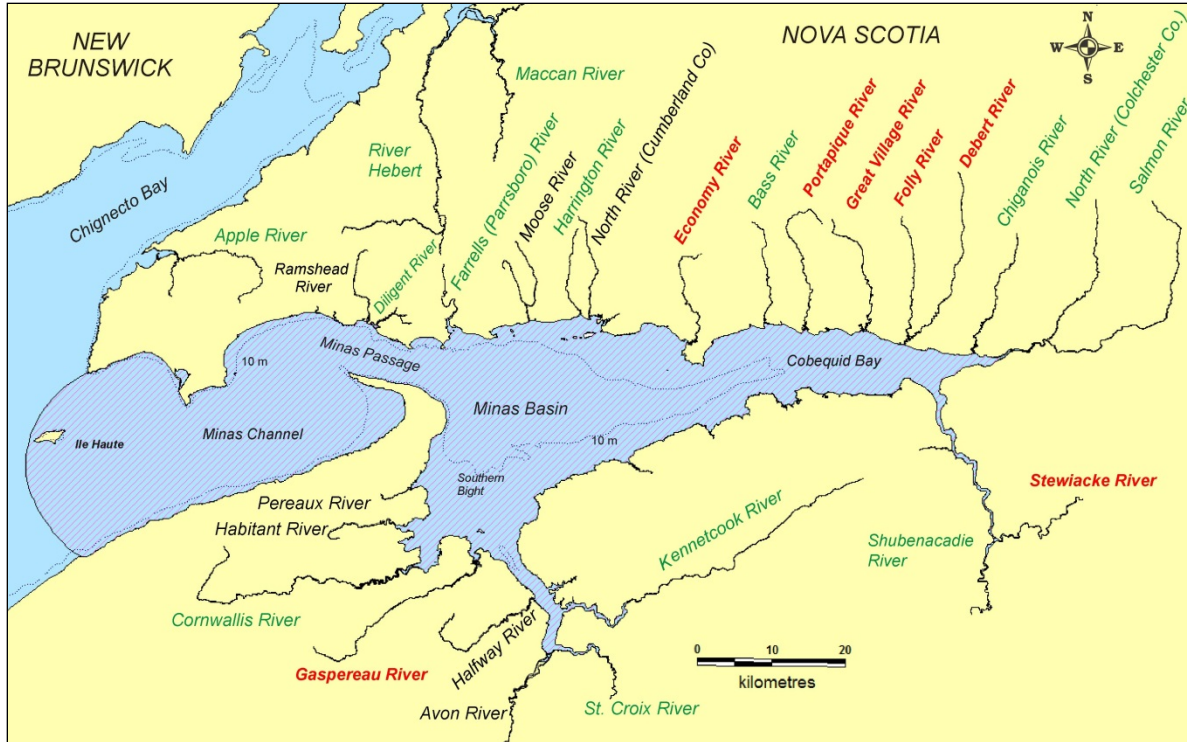 NEW
BRUNSWICK
NOVA SCOTIA
N
W
E
S
Maccan River
River
Hebert
Chignecto Bay
Apple River
Ramshead
River
Diligent River
Farrells (Parrsboro) River
Moose River
Harrington River
North River (Cumberland Co)
Economy River
Bass River
Portapique River
Great Village River
Folly River
Debert River
Chiganois River
North River (Colchester Co.)
Salmon River
10 m
Minas Passage
Cobequid Bay
Minas Basin
Ile Haute
Minas Channel
10 m
Southern
Bight
Pereaux River
Habitant River
Cornwallis River
Gaspereau River
Halfway River
Avon River
St. Croix River
Kennetcook River
Shubenacadie
River
Stewiacke River
0
10
20
kilometres